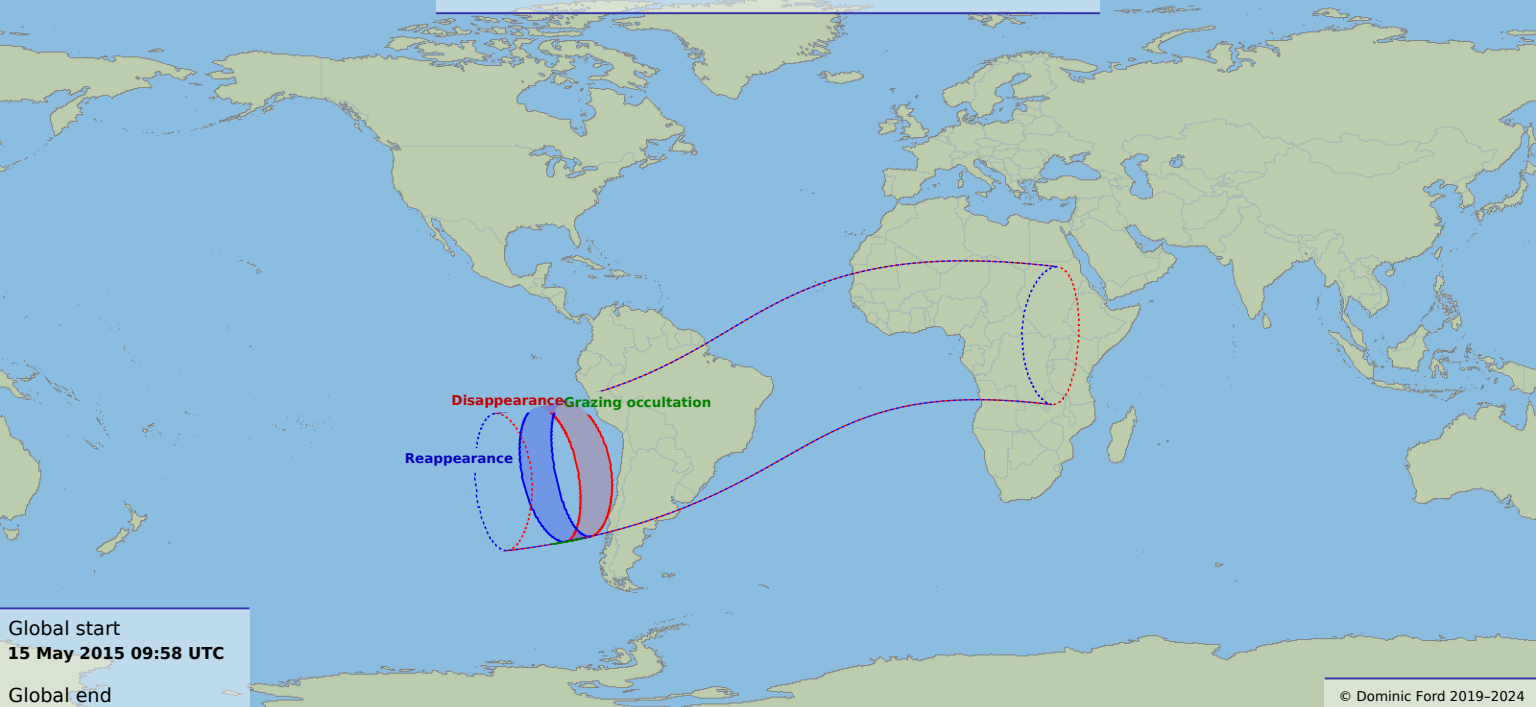 Disappearance
Grazing occultation
Reappearance
Global start
15 May 2015 09:58 UTC
Global end
© Dominic Ford 2019–2024